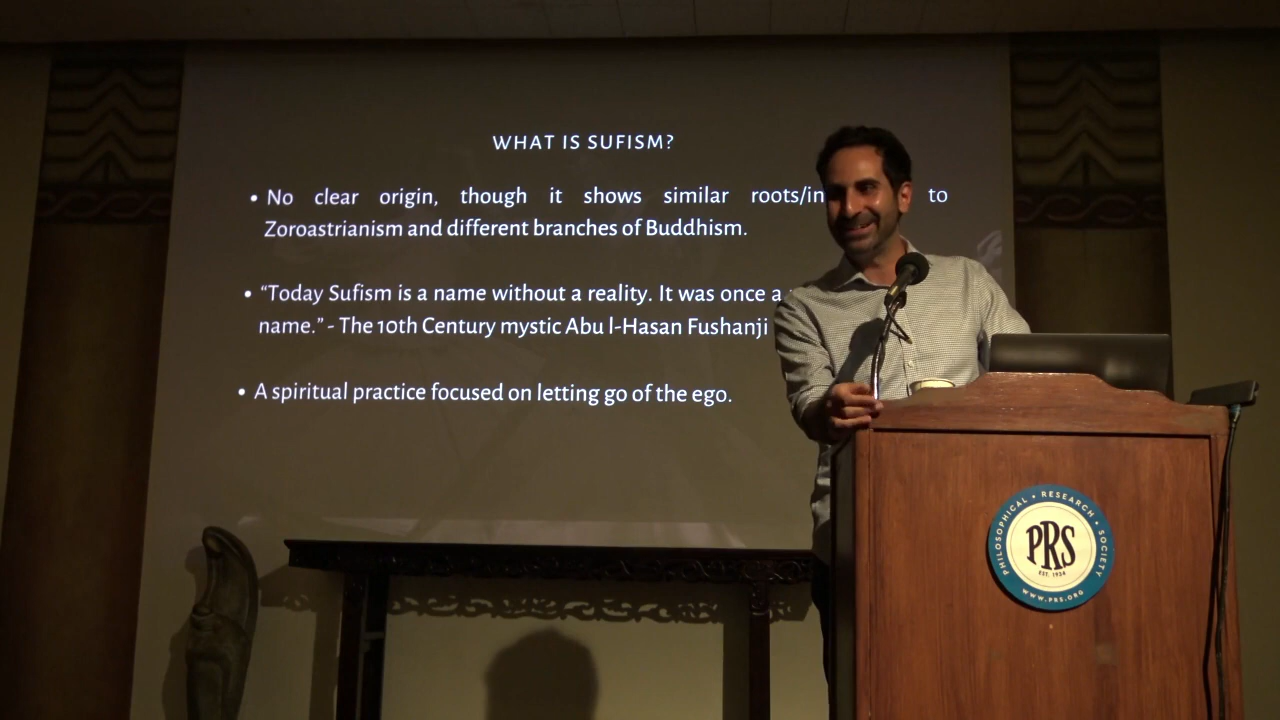 WHAT IS SUFISM?
• No clear origin, though it shows similar to
Zoroastrianism and different branches of Buddhism.
• “Today Sufism is a name without a reality. It was once a
name.” - The 10th Century mystic Abu l-Hasan Fushanji
• A spiritual practice focused on letting go of the ego.
PHILOSOPHICAL • RESEARCH • SOCIETY
PRS
EST. 1934
WWW.PRS.ORG